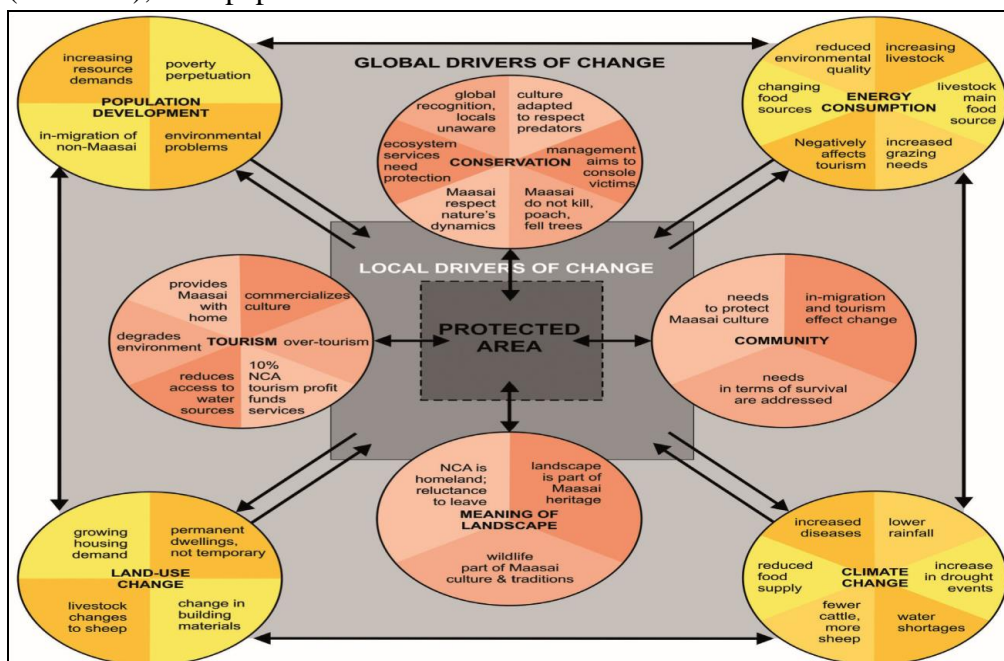 GLOBAL DRIVERS OF CHANGE
increasing
resource
demands
poverty
perpetuation
POPULATION
DEVELOPMENT
in-migration of
non-Maasai
environmental
problems
global
recognition,
locals
unaware
culture
adapted
to respect
predators
ecosystem
services
need
protection
CONSERVATION
management
aims to
console
victims
Maasai
respect
nature's
dynamics
Maasai
do not kill,
poach,
fell trees
reduced
environmental
quality
increasing
livestock
changing
food
sources
ENERGY
CONSUMPTION
livestock
main
food
source
Negatively
affects
tourism
increased
grazing
needs
LOCAL DRIVERS OF CHANGE
provides
Maasai
with
home
commercializes
culture
degrades
environment
TOURISM
over-tourism
reduces
access to
water
sources
10%
NCA
tourism profit
funds
services
PROTECTED
AREA
needs
to protect
Maasai culture
in-migration
and tourism
effect change
COMMUNITY
needs
in terms of survival
are addressed
growing
housing
demand
permanent
dwellings,
not temporary
LAND-USE
CHANGE
livestock
changes
to sheep
change in
building
materials
NCA is
homeland;
reluctance
to leave
landscape
is part of
Maasai
heritage
MEANING OF
LANDSCAPE
wildlife
part of Maasai
culture & traditions
increased
diseases
lower
rainfall
reduced
food
supply
CLIMATE
CHANGE
increase
in drought
events
fewer
cattle,
more
sheep
water
shortages